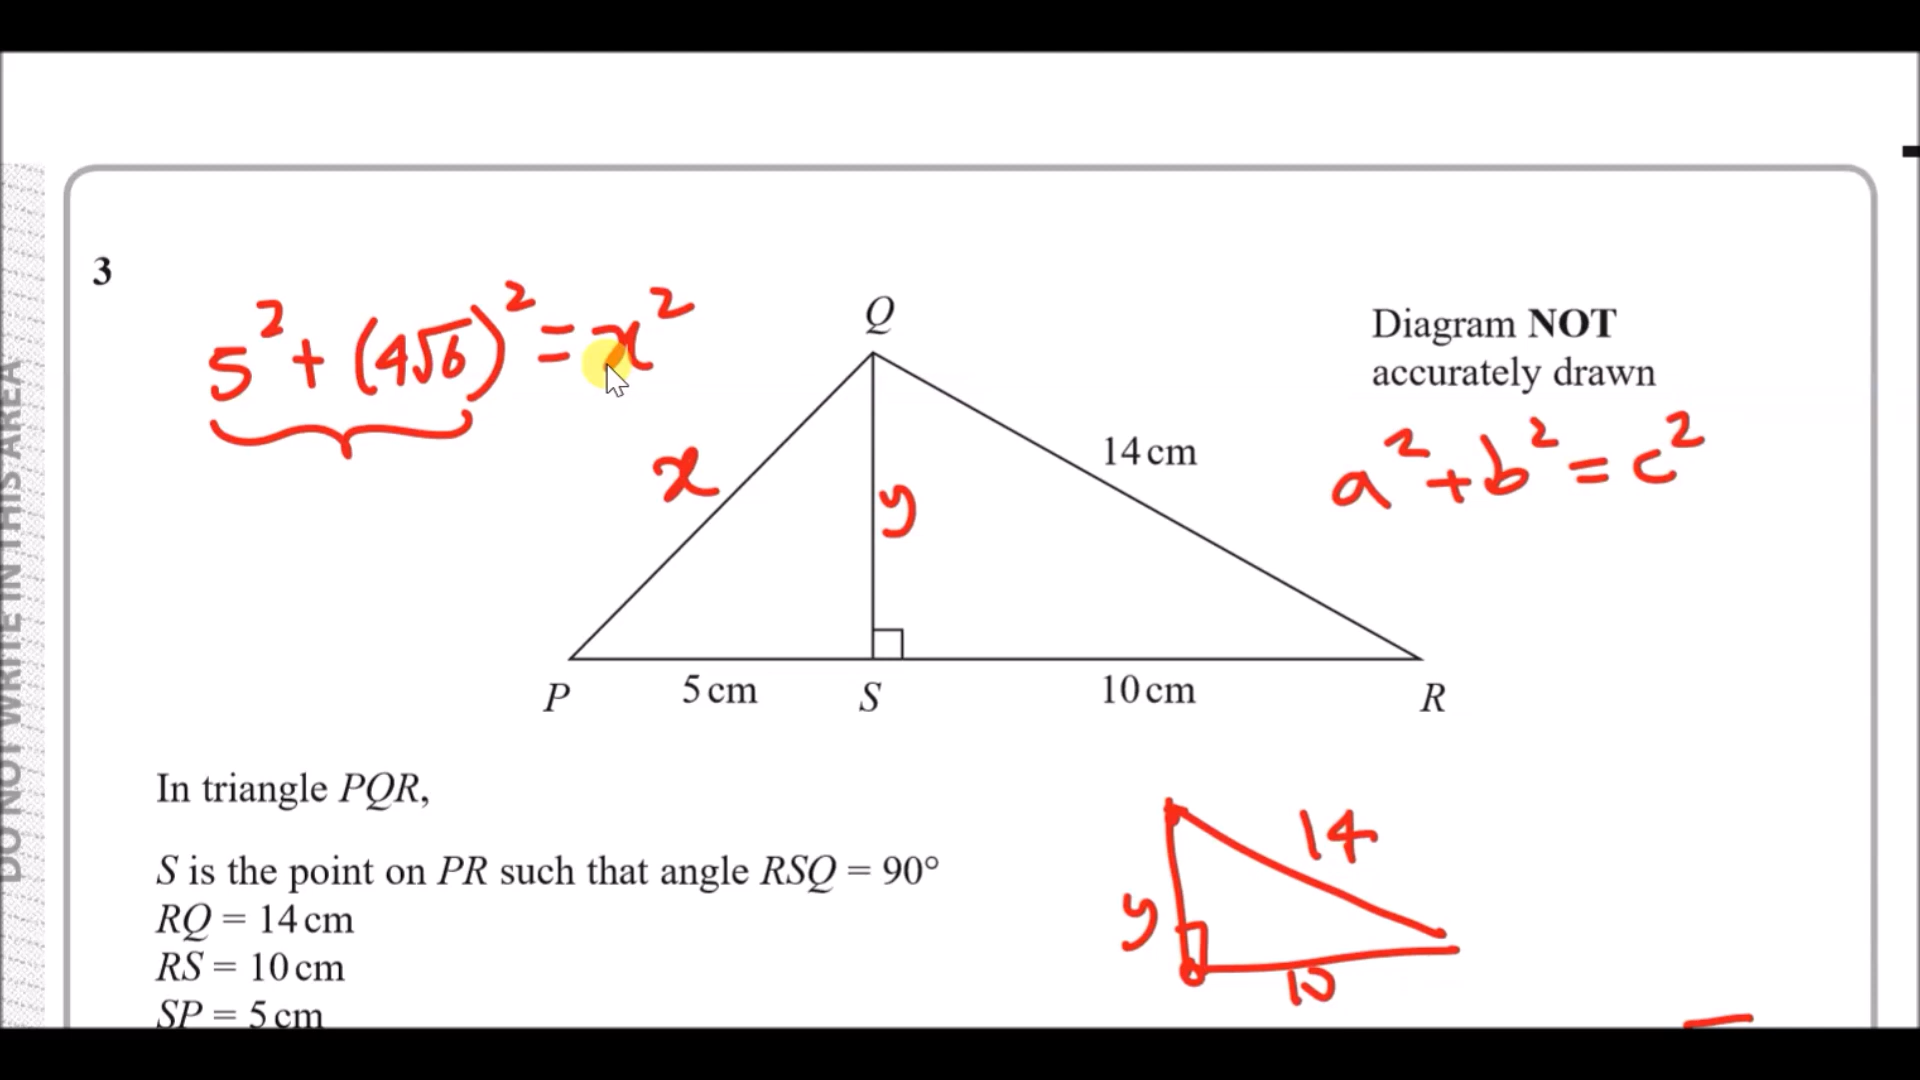 3
5² + (4√6)² = x²
Q
Diagram NOT
accurately drawn
14 cm
a² + b² = c²
x
y
P
5 cm
S
10 cm
R
In triangle PQR,
S is the point on PR such that angle RSQ = 90°
RQ = 14 cm
RS = 10 cm
SP = 5 cm
14
y
10
DO NOT WRITE IN THIS AREA